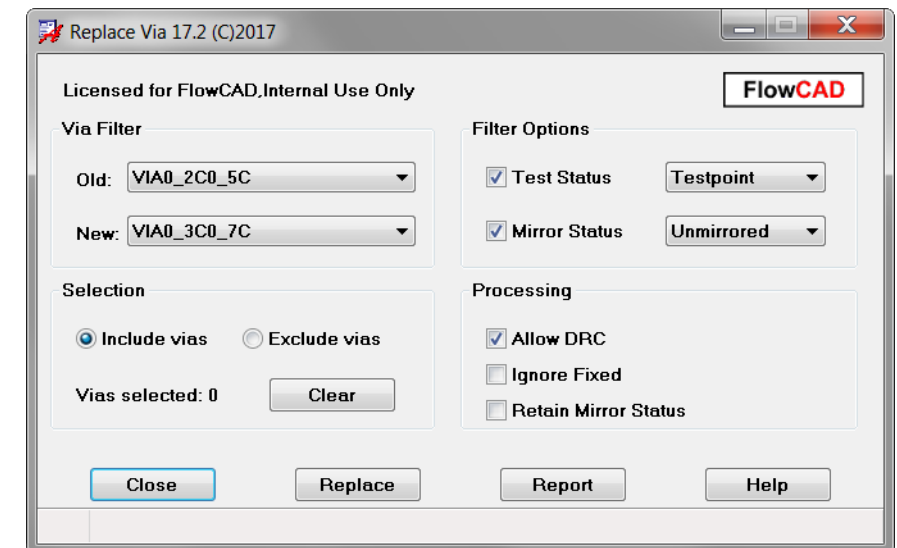 Replace Via 17.2 (C)2017
Licensed for FlowCAD,Internal Use Only
FlowCAD
Via Filter
Old: VIA0_2C0_5C
New: VIA0_3C0_7C
Filter Options
Test Status Testpoint
Mirror Status Unmirrored
Selection
Include vias Exclude vias
Vias selected: 0 Clear
Processing
Allow DRC
Ignore Fixed
Retain Mirror Status
Close Replace Report Help